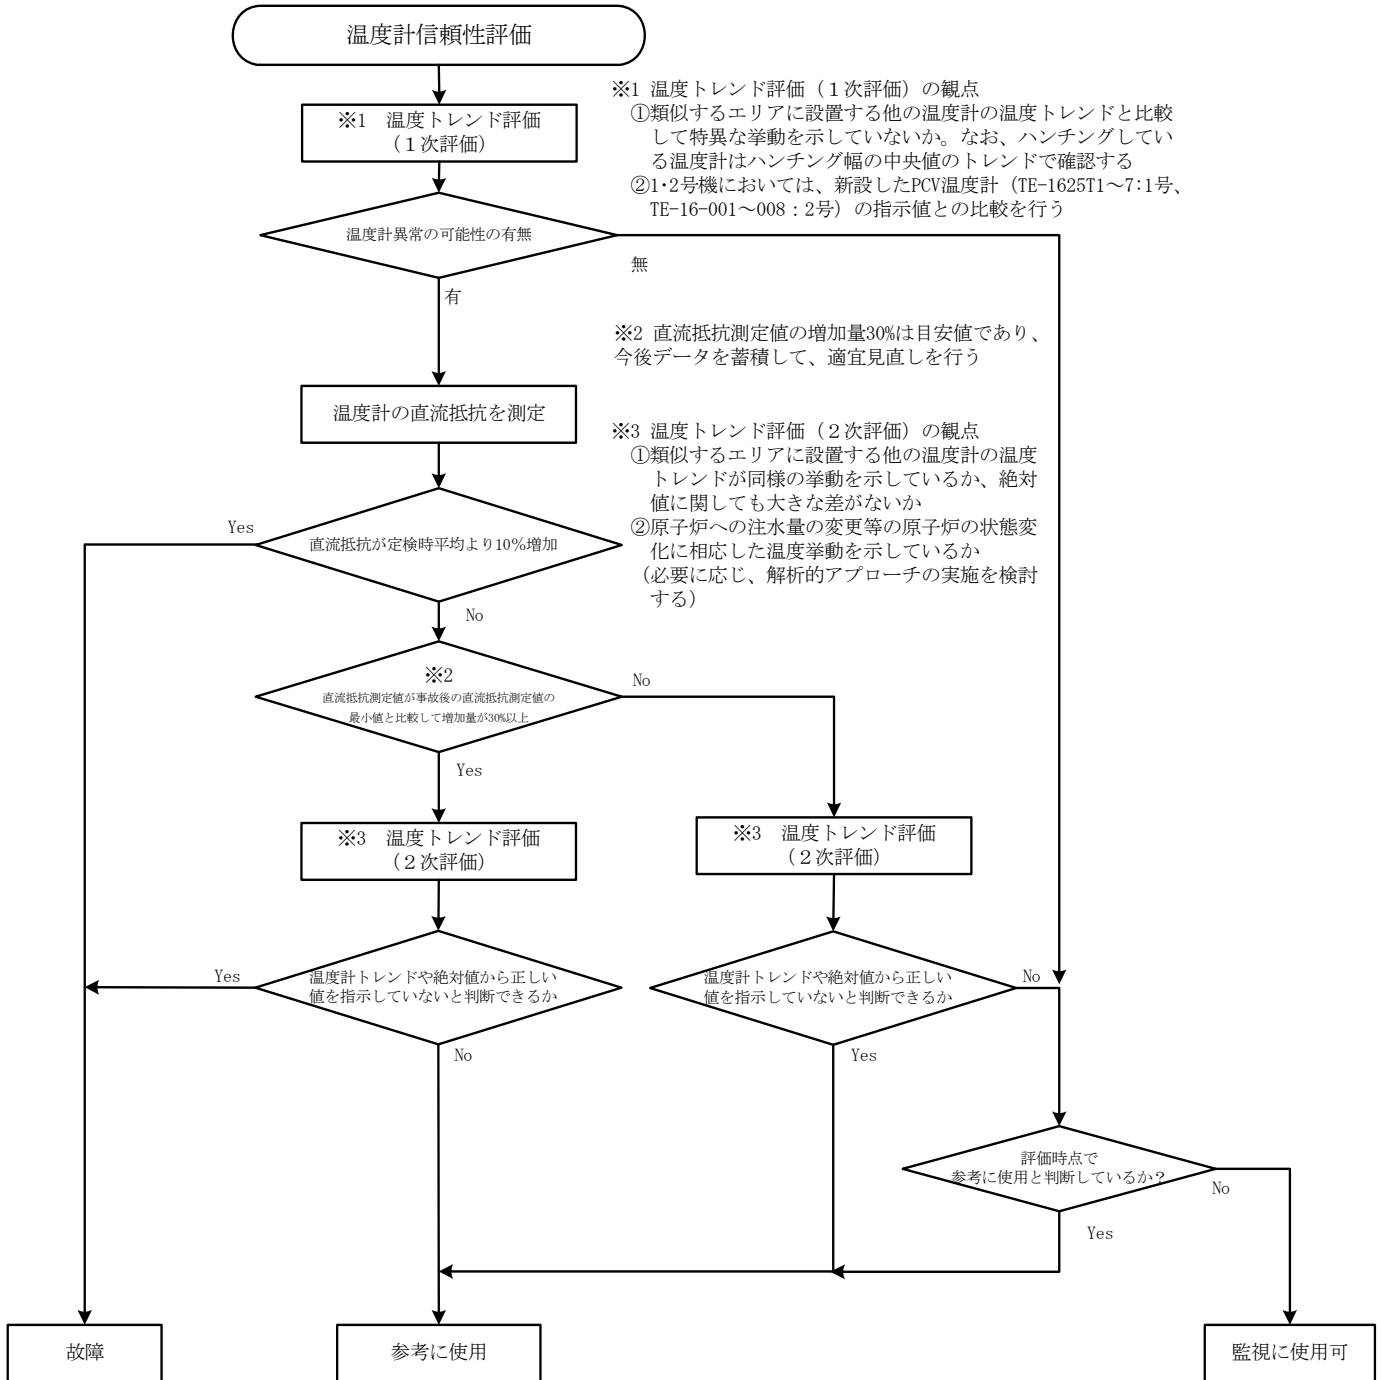 温度計信頼性評価
※1 温度トレンド評価
（１次評価）
※1 温度トレンド評価（１次評価）の観点
①類似するエリアに設置する他の温度計の温度トレンドと比較
して特異な挙動を示していないか。なお、ハンチングしてい
る温度計はハンチング幅の中央値のトレンドで確認する
②1・2号機においては、新設したPCV温度計（TE-1625T1～7:1号、
TE-16-001～008：2号）の指示値との比較を行う
温度計異常の可能性の有無
無
有
※2 直流抵抗測定値の増加量30%は目安値であり、
今後データを蓄積して、適宜見直しを行う
温度計の直流抵抗を測定
※3 温度トレンド評価（２次評価）の観点
①類似するエリアに設置する他の温度計の温度
トレンドが同様の挙動を示しているか、絶対
値に関しても大きな差がないか
②原子炉への注水量の変更等の原子炉の状態変
化に相応した温度挙動を示しているか
（必要に応じ、解析的アプローチの実施を検討
する）
Yes
直流抵抗が定検時平均より10%増加
No
※2
直流抵抗測定値が事故後の直流抵抗測定値の
最小値と比較して増加量が30%以上
No
Yes
※3 温度トレンド評価
（２次評価）
※3 温度トレンド評価
（２次評価）
Yes
温度計トレンドや絶対値から正しい
値を指示していないと判断できるか
No
温度計トレンドや絶対値から正しい
値を指示していないと判断できるか
No
Yes
評価時点で
参考に使用と判断しているか？
No
Yes
故障
参考に使用
監視に使用可